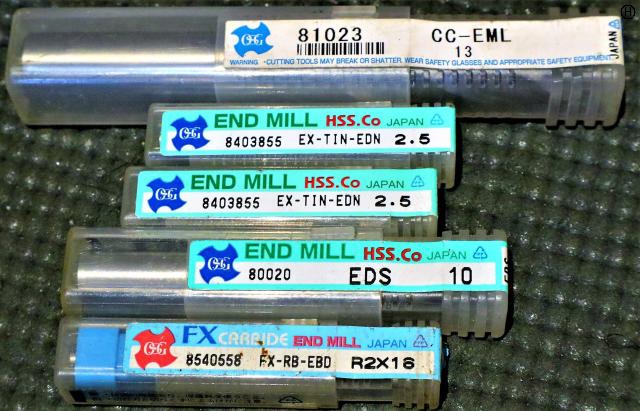 H
OSG
81023 CC-EML
13
JAPAN
WARNING •CUTTING TOOLS MAY BREAK OR SHATTER. WEAR SAFETY GLASSES AND APPROPRIATE SAFETY EQUIPMENT.
OSG
END MILL HSS.Co JAPAN
8403855 EX-TIN-EDN 2.5
OSG
END MILL HSS.Co JAPAN
8403855 EX-TIN-EDN 2.5
OSG
END MILL HSS.Co JAPAN
80020 EDS 10
EDS
OSG
FX CARBIDE END MILL JAPAN
8540558 FX-RB-EBD R2X16